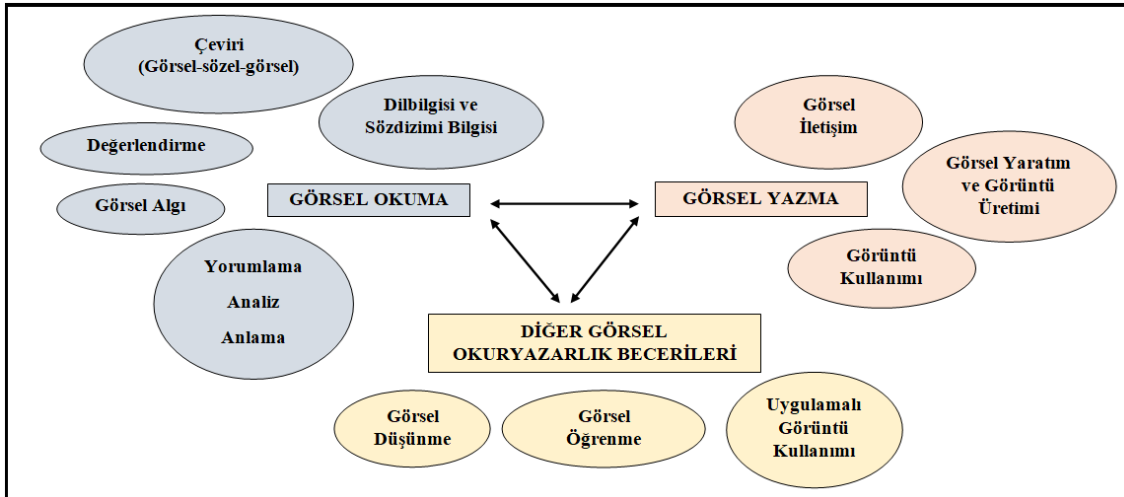 Çeviri
(Görsel-sözel-görsel)
Dilbilgisi ve
Sözdizimi Bilgisi
Değerlendirme
Görsel Algı
GÖRSEL OKUMA
Yorumlama
Analiz
Anlama
Görsel
İletişim
Görsel Yaratım
ve Görüntü
Üretimi
GÖRSEL YAZMA
Görüntü
Kullanımı
DİĞER GÖRSEL
OKURYAZARLIK BECERİLERİ
Görsel
Düşünme
Görsel
Öğrenme
Uygulamalı
Görüntü
Kullanımı